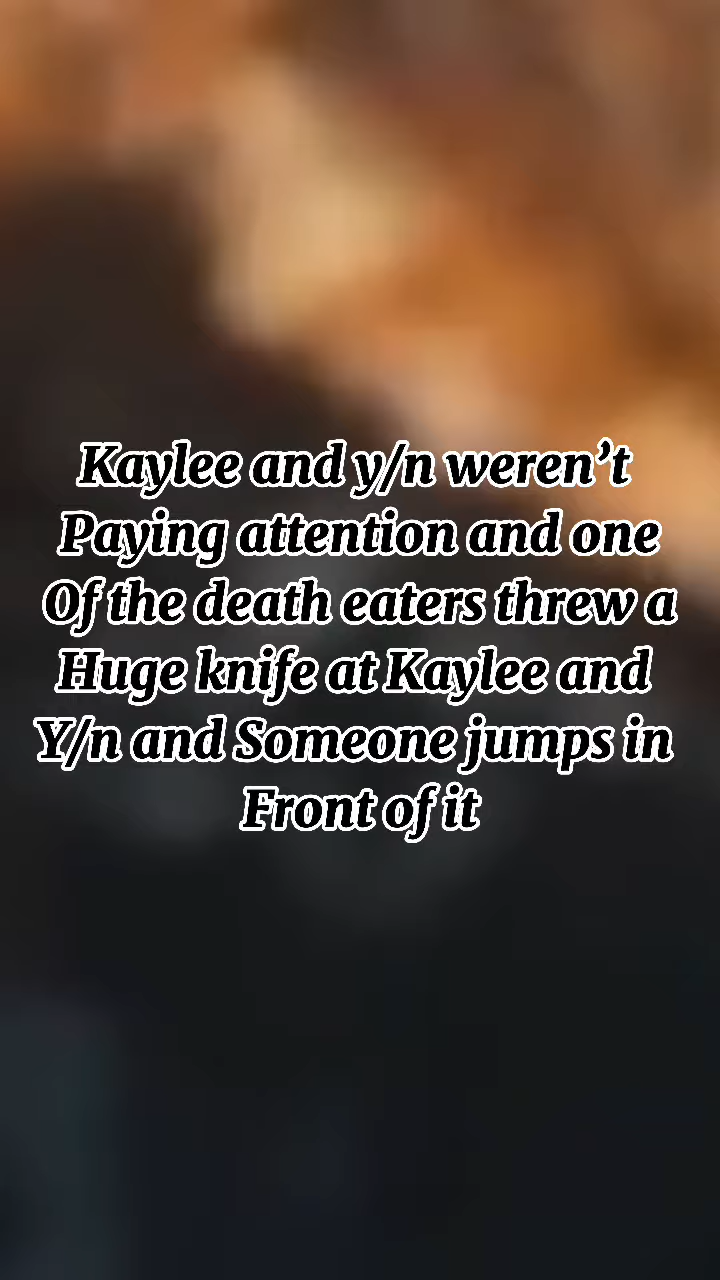 Kaylee and y/n weren’t
Paying attention and one
Of the death eaters threw a
Huge knife at Kaylee and
Y/n and Someone jumps in
Front of it